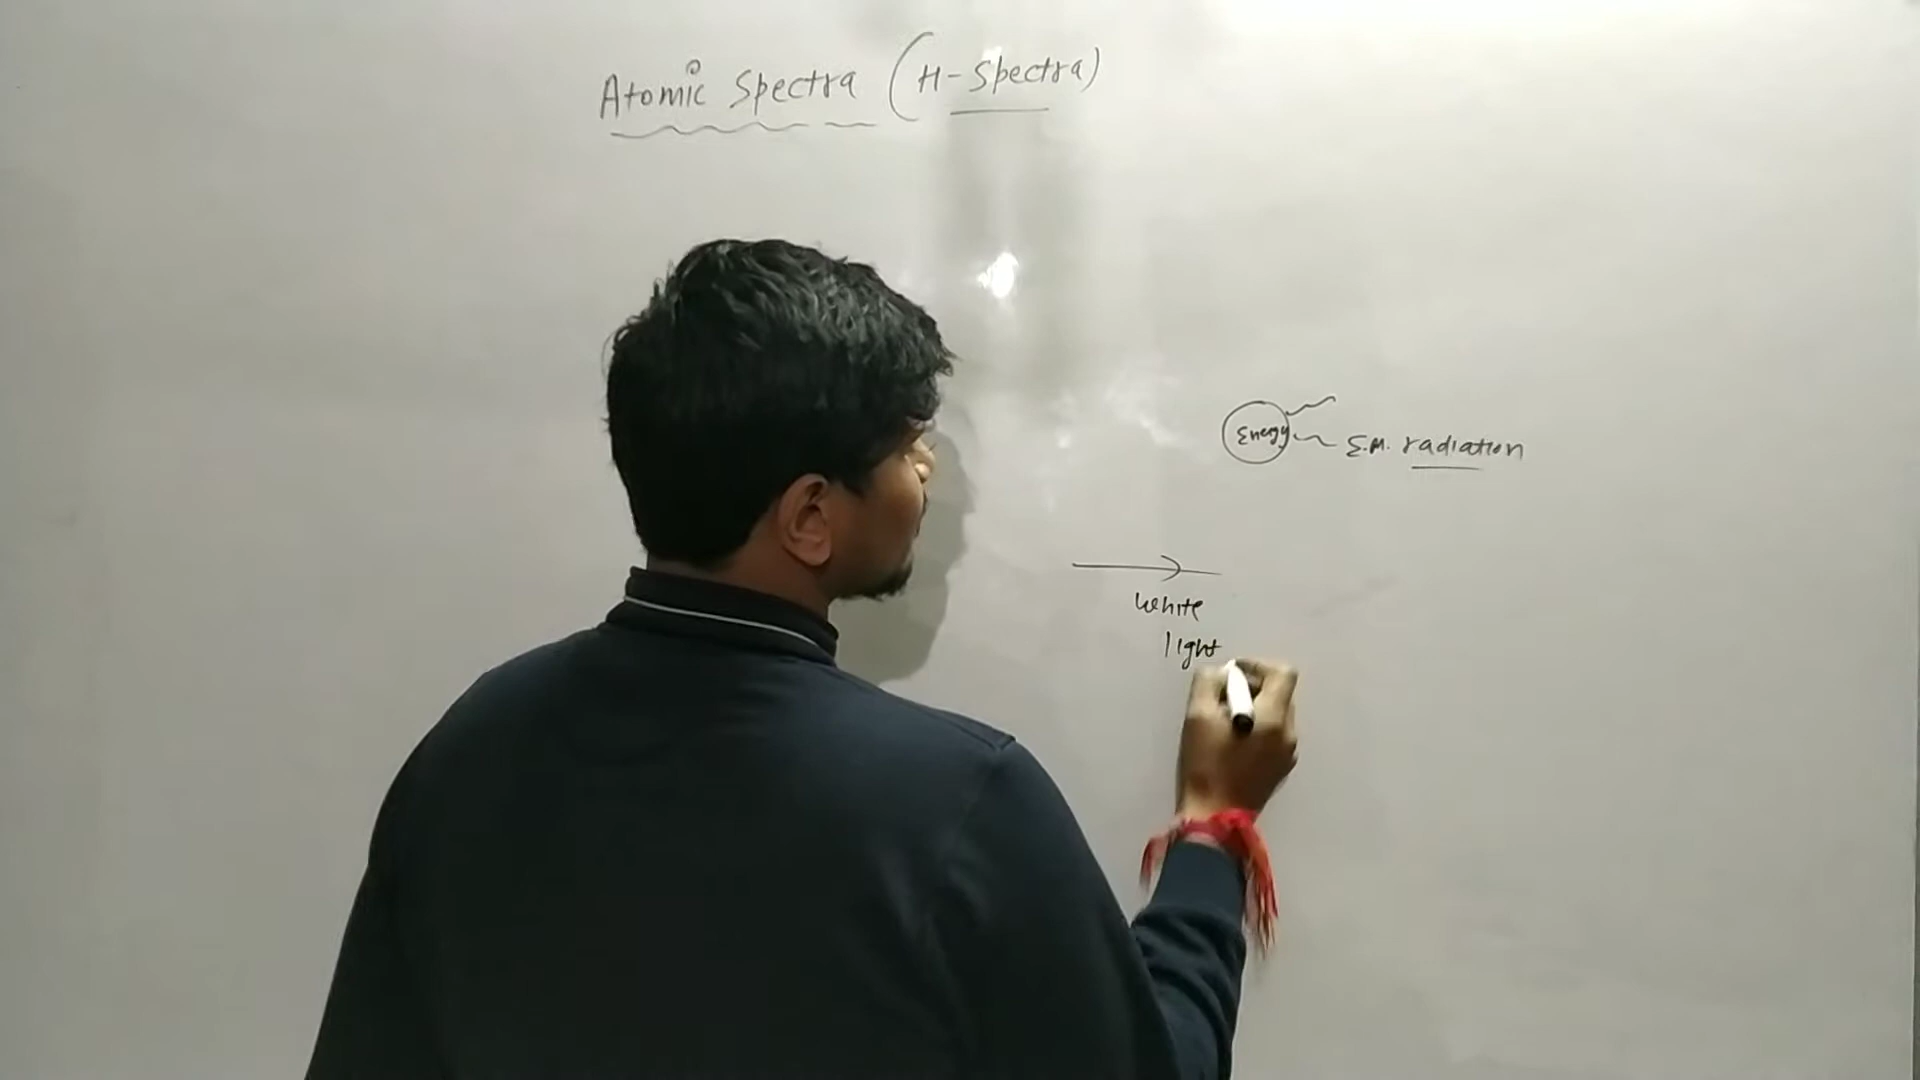 Atomic Spectra (H-Spectra)
Energy
E.M. radiation
white
light